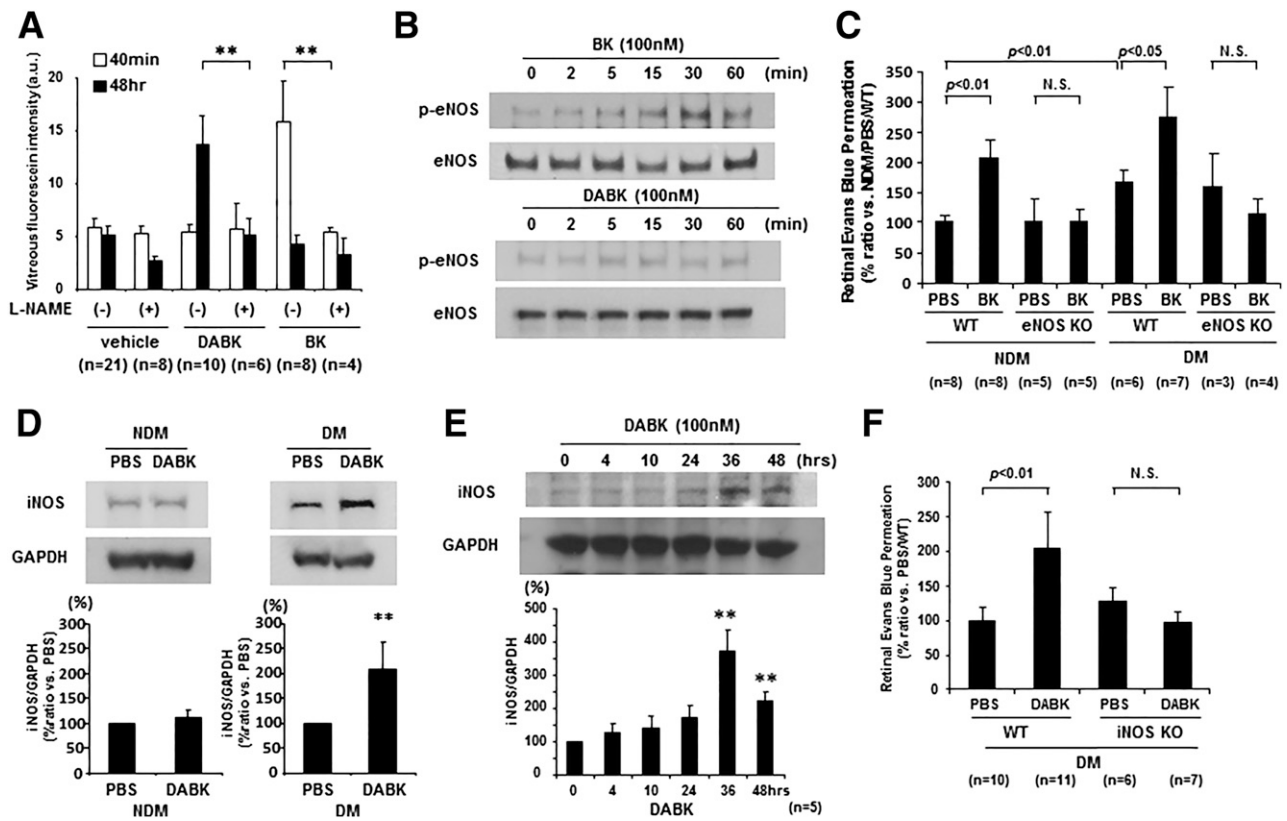 A
40min
48hr
**
**
Vitreous fluorescein intensity (a.u.)
20
15
10
5
0
L-NAME (-) (+) (-) (+) (-) (+)
vehicle DABK BK
(n=21) (n=8) (n=10) (n=6) (n=8) (n=4)
B
BK (100nM)
0 2 5 15 30 60 (min)
p-eNOS
eNOS
DABK (100nM)
0 2 5 15 30 60 (min)
p-eNOS
eNOS
C
p<0.01 p<0.05 N.S.
p<0.01 N.S.
Retinal Evans Blue Permeation
(% ratio vs. NDM/PBS/WT)
350
300
250
200
150
100
50
0
PBS BK PBS BK PBS BK PBS BK
WT eNOS KO WT eNOS KO
NDM DM
(n=8) (n=8) (n=5) (n=5) (n=6) (n=7) (n=3) (n=4)
D
NDM DM
PBS DABK PBS DABK
iNOS
GAPDH
(%)
iNOS/GAPDH
(%ratio vs. PBS)
300
250
200
150
100
50
0
PBS DABK
NDM
(%)
iNOS/GAPDH
(%ratio vs. PBS)
300
250
200
150
100
50
0
**
PBS DABK
DM
E
DABK (100nM)
0 4 10 24 36 48 (hrs)
iNOS
GAPDH
(%)
iNOS/GAPDH
(%ratio vs. PBS)
500
400
300
200
100
0
**
**
0 4 10 24 36 48hrs
DABK (n=5)
F
p<0.01 N.S.
Retinal Evans Blue Permeation
(% ratio vs. PBS/WT)
300
250
200
150
100
50
0
PBS DABK PBS DABK
WT iNOS KO
DM
(n=10) (n=11) (n=6) (n=7)